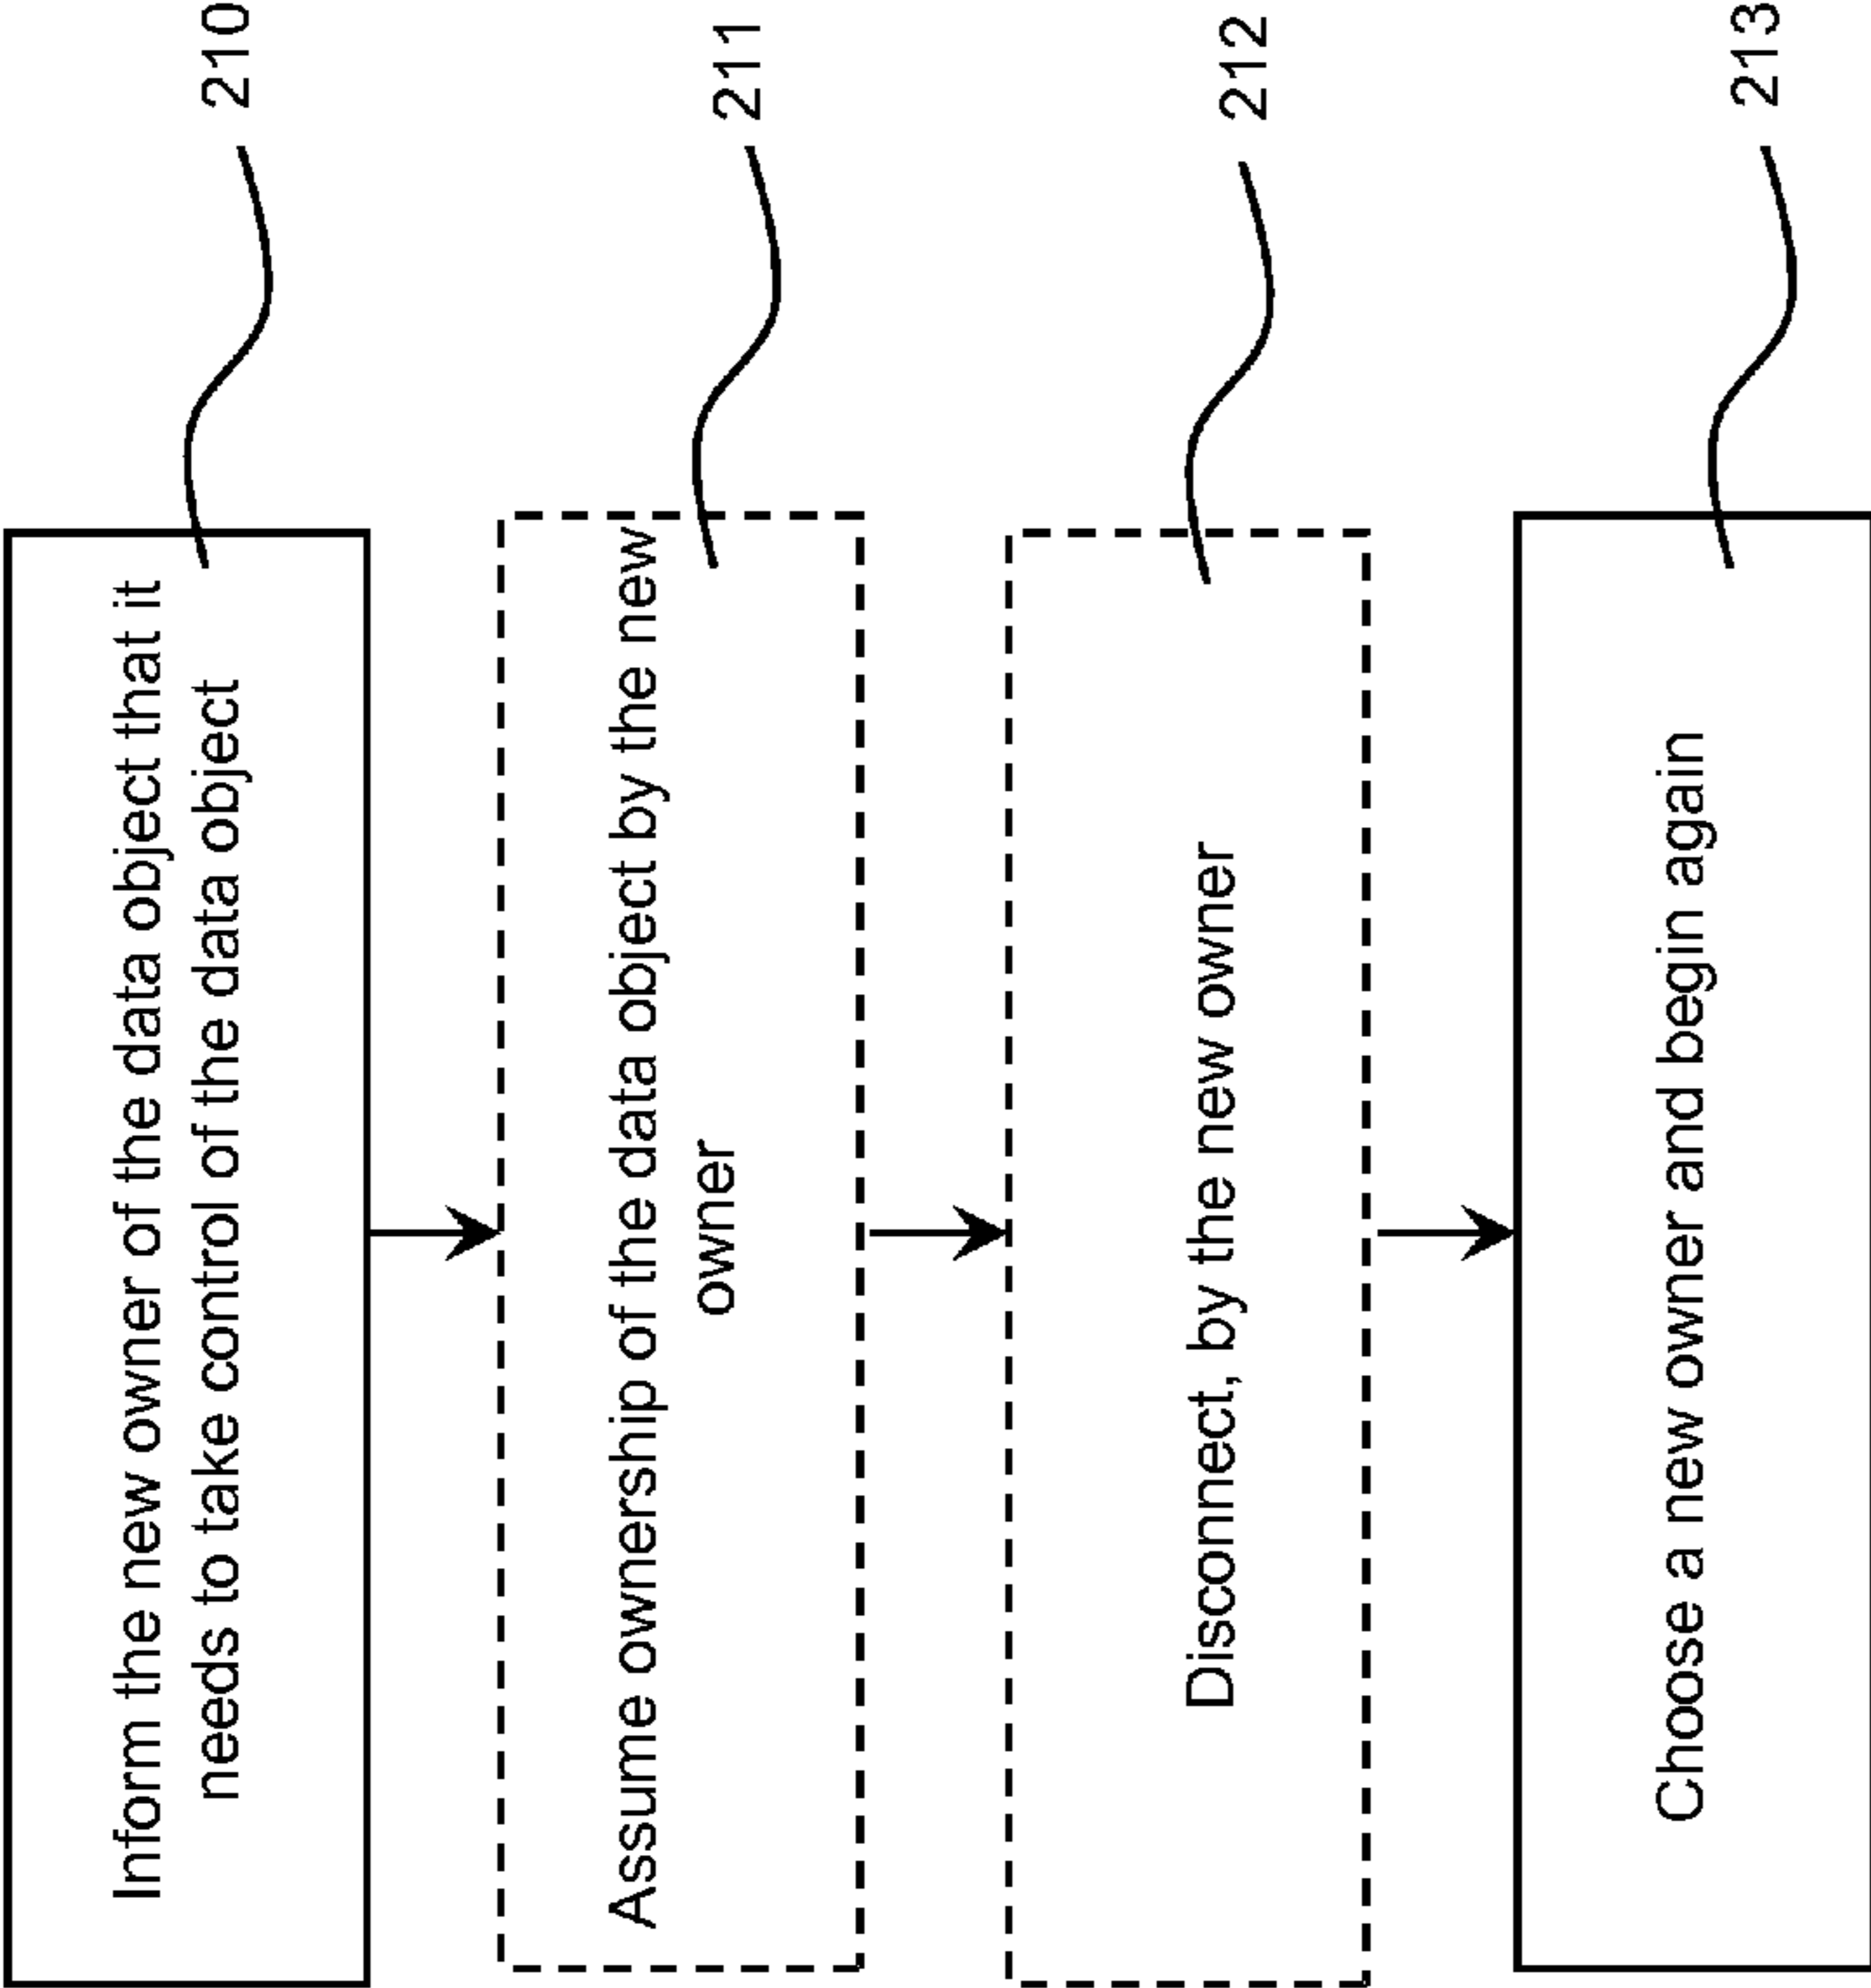 Inform the new owner of the data object that it
needs to take control of the data object
210
Assume ownership of the data object by the new
owner
211
Disconnect, by the new owner
212
Choose a new owner and begin again
213